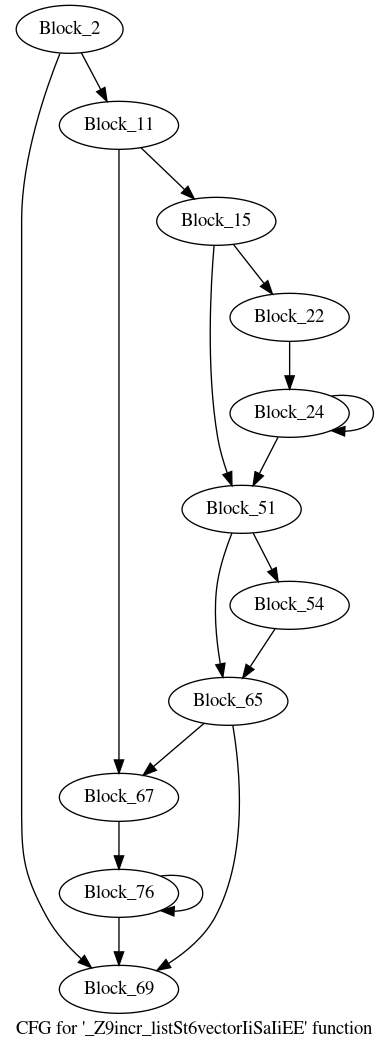 Block_2
Block_11
Block_15
Block_22
Block_24
Block_51
Block_54
Block_65
Block_67
Block_76
Block_69
CFG for '_Z9incr_listSt6vectorIiSaIiEE' function